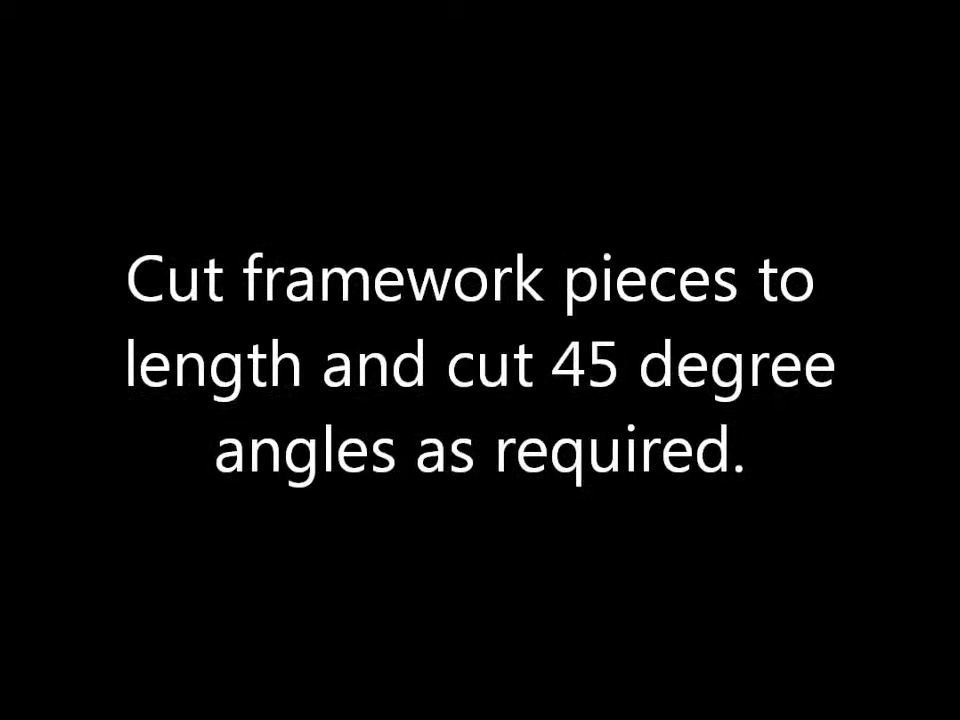 Cut framework pieces to
length and cut 45 degree
angles as required.